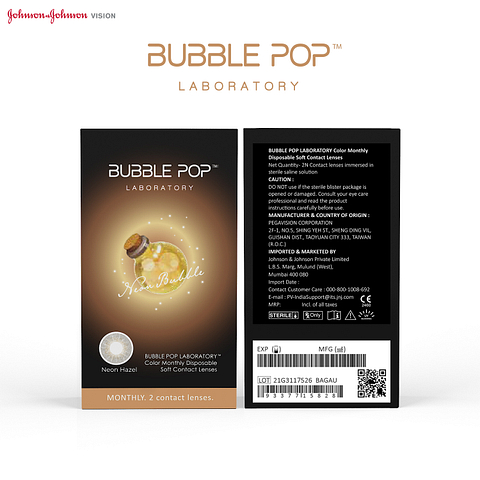 Johnson & Johnson VISION
BUBBLE POP™
LABORATORY
BUBBLE POP™
LABORATORY
Neon Bubble
Neon Hazel
BUBBLE POP LABORATORY™
Color Monthly Disposable
Soft Contact Lenses
MONTHLY. 2 contact lenses.
BUBBLE POP LABORATORY Color Monthly
Disposable Soft Contact Lenses
Net Quantity- 2N Contact lenses immersed in
sterile saline solution
CAUTION :
DO NOT use if the sterile blister package is
opened or damaged. Consult your eye care
professional and read the product
instructions carefully before use.
MANUFACTURER & COUNTRY OF ORIGIN :
PEGAVISION CORPORATION
2F-1, NO.5, SHING YEH ST., SHENG DING VIL,
GUISHAN DIST., TAOYUAN CITY 333, TAIWAN
(R.O.C.)
IMPORTED & MARKETED BY
Johnson & Johnson Private Limited
L.B.S. Marg, Mulund (West),
Mumbai 400 080
Import Date :
Contact Customer Care : 000-800-1008-692
E-mail : PV-IndiaSupport@its.jnj.com
MRP: Incl. of all taxes
CE
2460
STERILE Only
EXP MFG
LOT 21G3117526 BAGAU
9337715828